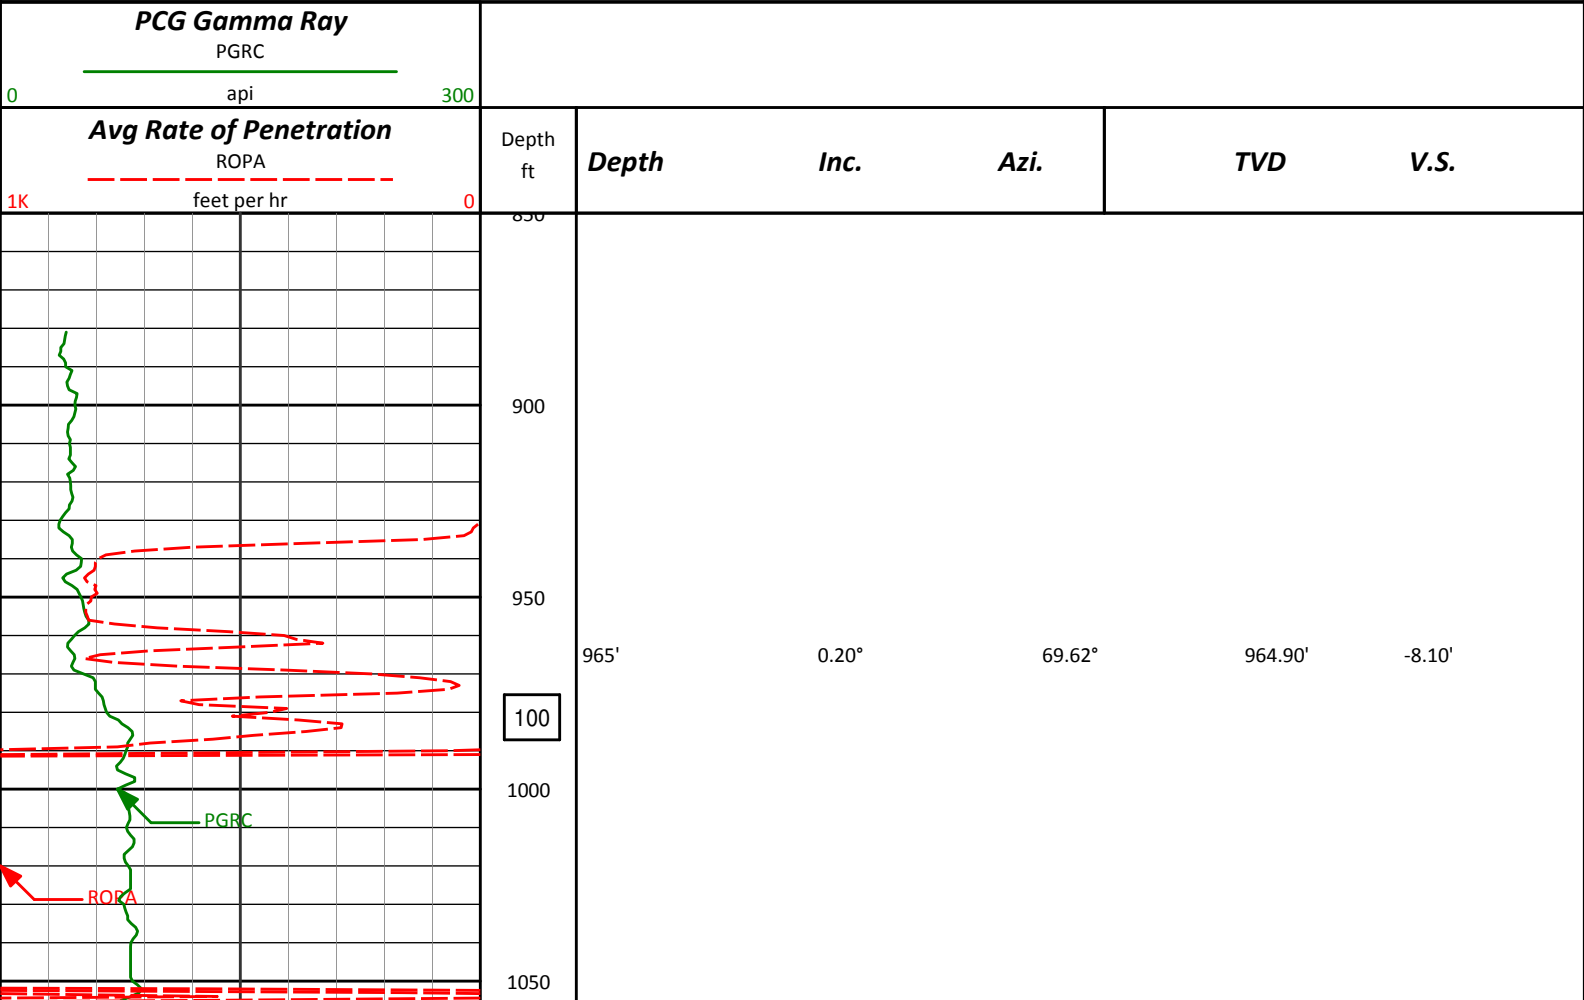 PCG Gamma Ray
PGRC
0 api 300
Avg Rate of Penetration
ROPA
1K feet per hr 0
Depth
ft
Depth Inc. Azi. TVD V.S.
850
900
950
965' 0.20° 69.62° 964.90' -8.10'
100
1000
PGRC
ROPA
1050